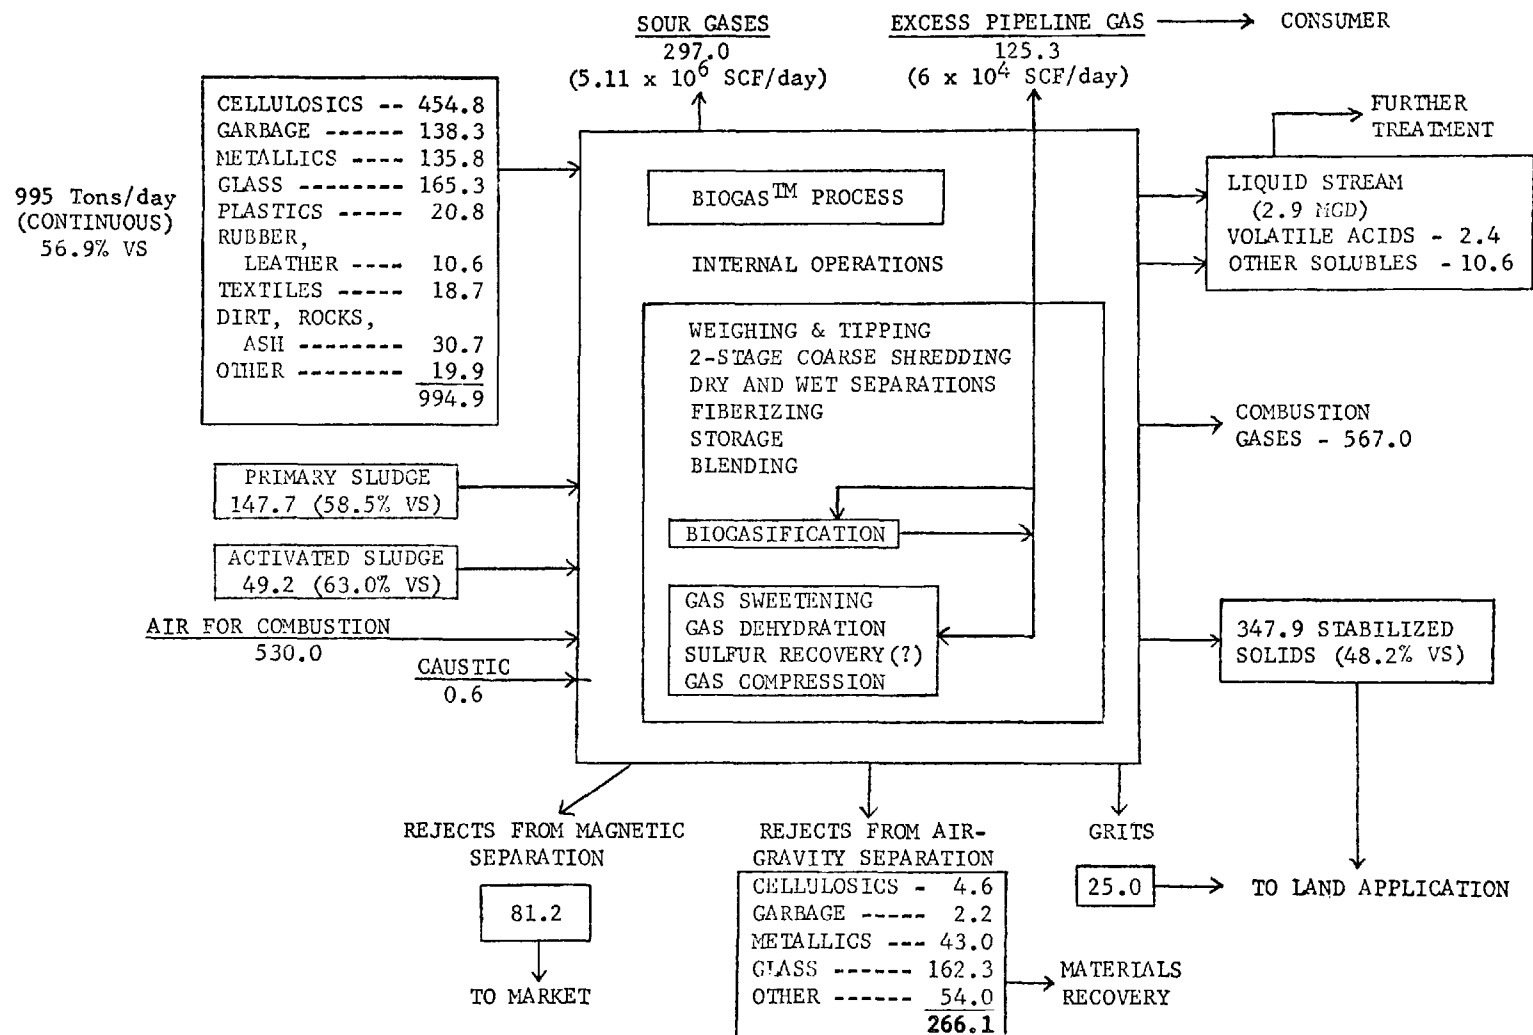 SOUR GASES
297.0
(5.11 x 10^6 SCF/day)
EXCESS PIPELINE GAS
125.3
(6 x 10^4 SCF/day)
CONSUMER
995 Tons/day
(CONTINUOUS)
56.9% VS
CELLULOSICS -- 454.8
GARBAGE ------ 138.3
METALLICS ---- 135.8
GLASS -------- 165.3
PLASTICS ----- 20.8
RUBBER,
LEATHER ---- 10.6
TEXTILES ----- 18.7
DIRT, ROCKS,
ASH -------- 30.7
OTHER -------- 19.9
994.9
PRIMARY SLUDGE
147.7 (58.5% VS)
ACTIVATED SLUDGE
49.2 (63.0% VS)
AIR FOR COMBUSTION
530.0
CAUSTIC
0.6
BIOGAS™ PROCESS
INTERNAL OPERATIONS
WEIGHING & TIPPING
2-STAGE COARSE SHREDDING
DRY AND WET SEPARATIONS
FIBERIZING
STORAGE
BLENDING
BIOGASIFICATION
GAS SWEETENING
GAS DEHYDRATION
SULFUR RECOVERY(?)
GAS COMPRESSION
FURTHER
TREATMENT
LIQUID STREAM
(2.9 MGD)
VOLATILE ACIDS - 2.4
OTHER SOLUBLES - 10.6
COMBUSTION
GASES - 567.0
347.9 STABILIZED
SOLIDS (48.2% VS)
REJECTS FROM MAGNETIC
SEPARATION
81.2
TO MARKET
REJECTS FROM AIR-
GRAVITY SEPARATION
CELLULOSICS - 4.6
GARBAGE ----- 2.2
METALLICS --- 43.0
GLASS ------ 162.3
OTHER ------ 54.0
266.1
MATERIALS
RECOVERY
GRITS
25.0
TO LAND APPLICATION